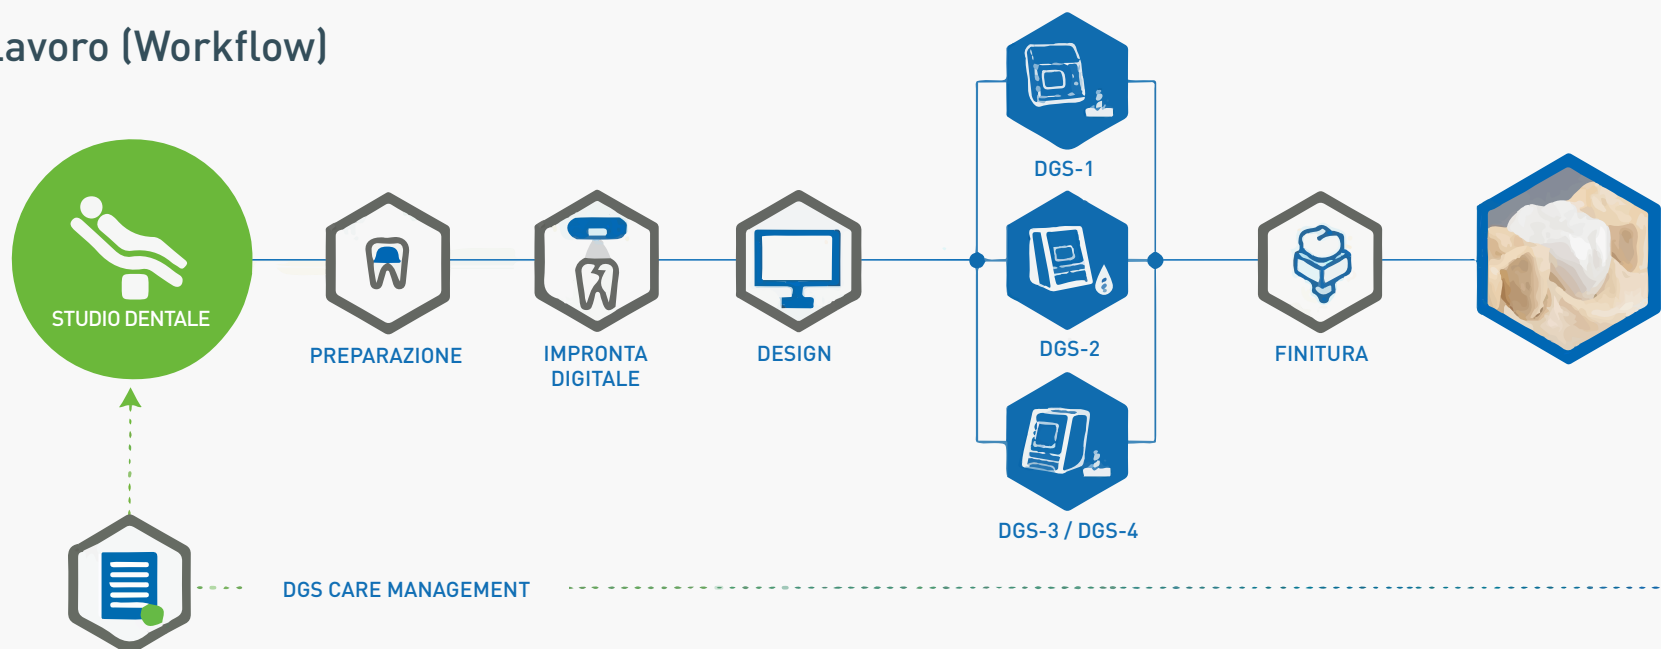 avoro (Workflow)
DGS-1
STUDIO DENTALE
PREPARAZIONE
IMPRONTA
DIGITALE
DESIGN
DGS-2
FINITURA
DGS-3 / DGS-4
DGS CARE MANAGEMENT